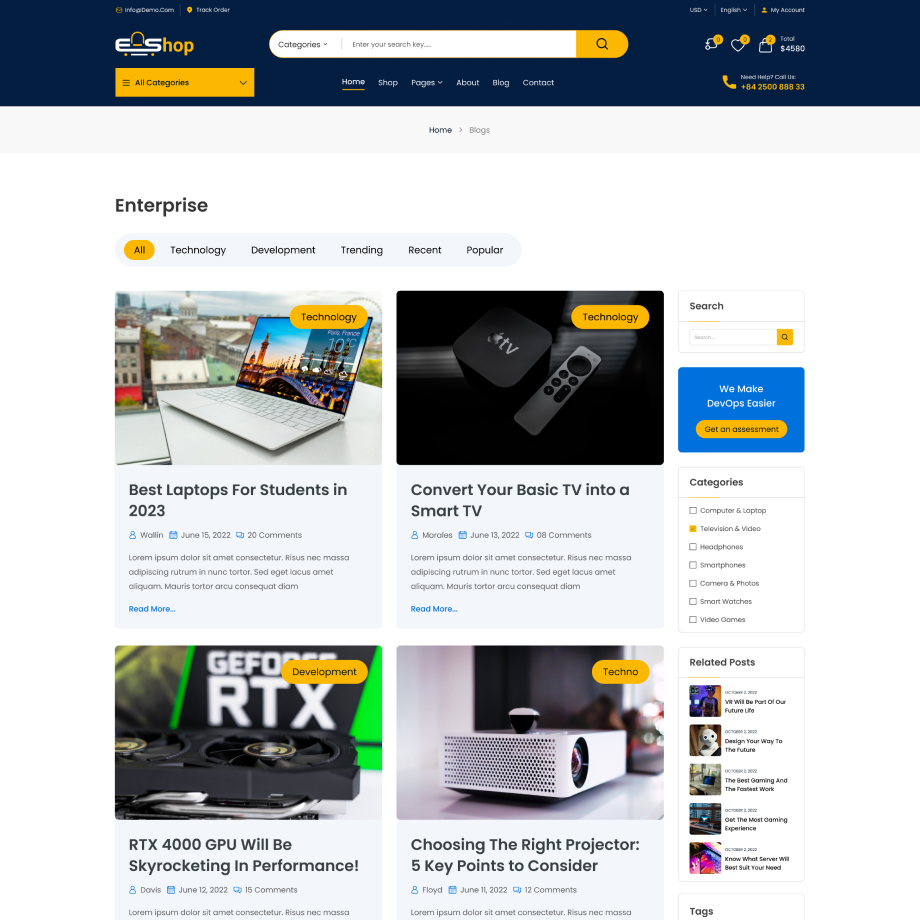 Info@Demo.Com
Track Order
USD
English
My Account
E-Shop
Categories
Enter your search key....
0
0
2
Total
$4580
All Categories
Home
Shop
Pages
About
Blog
Contact
Need Help? Call Us:
+84 2500 888 33
Home > Blogs
Enterprise
All
Technology
Development
Trending
Recent
Popular
Technology
Paris, France
10°C
Best Laptops For Students in
2023
Wallin
June 15, 2022
20 Comments
Lorem ipsum dolor sit amet consectetur. Risus nec massa
adipiscing rutrum in nunc tortor. Sed eget lacus amet
aliquam. Mauris tortor arcu consequat diam
Read More...
Technology
tv
Convert Your Basic TV into a
Smart TV
Morales
June 13, 2022
08 Comments
Lorem ipsum dolor sit amet consectetur. Risus nec massa
adipiscing rutrum in nunc tortor. Sed eget lacus amet
aliquam. Mauris tortor arcu consequat diam
Read More...
Development
GEFORCE
RTX
RTX 4000 GPU Will Be
Skyrocketing In Performance!
Davis
June 12, 2022
15 Comments
Lorem ipsum dolor sit amet consectetur. Risus nec massa
Techno
Choosing The Right Projector:
5 Key Points to Consider
Floyd
June 11, 2022
12 Comments
Lorem ipsum dolor sit amet consectetur. Risus nec massa
Search
Search...
We Make
DevOps Easier
Get an assessment
Categories
Computer & Laptop
Television & Video
Headphones
Smartphones
Camera & Photos
Smart Watches
Video Games
Related Posts
OCTOBER 2, 2022
VR Will Be Part Of Our
Future Life
OCTOBER 2, 2022
Design Your Way To
The Future
OCTOBER 2, 2022
The Best Gaming And
The Fastest Work
OCTOBER 2, 2022
Get The Most Gaming
Experience
OCTOBER 2, 2022
Know What Server Will
Best Suit Your Need
Tags